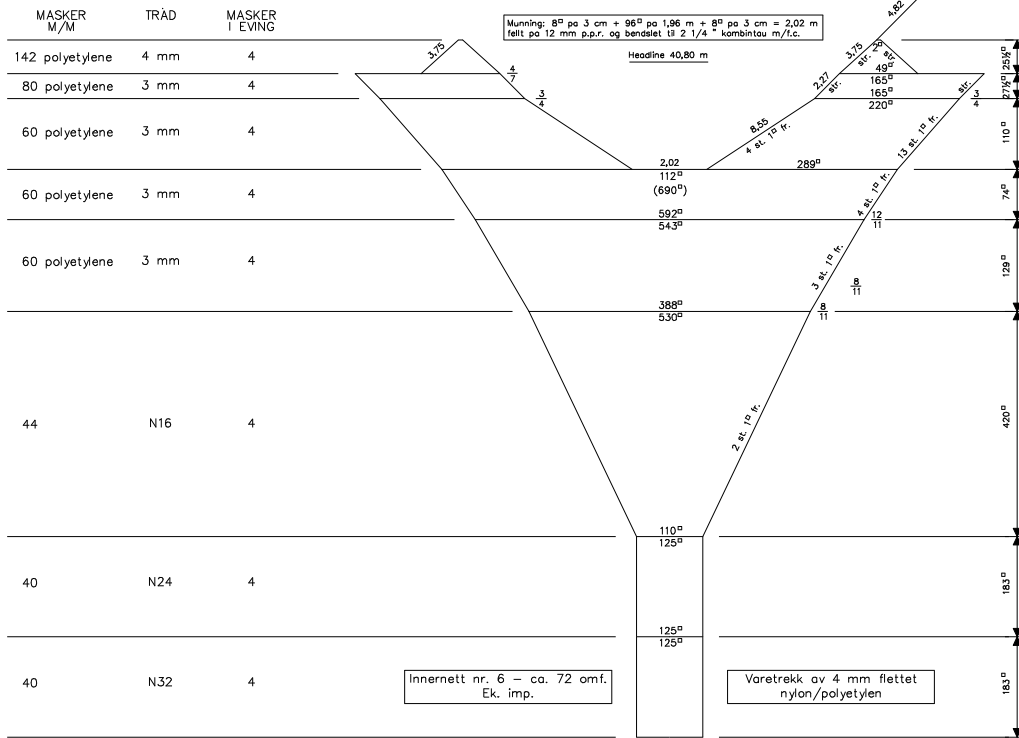 MASKER M/M
TRÅD
MASKER I EVING
Munning: 8¤ pa 3 cm + 96¤ pa 1,96 m + 8¤ pa 3 cm = 2,02 m
fellt pa 12 mm p.p.r. og bendslet til 2 1/4 " kombintau m/f.c.
Headline 40,80 m
4,82
142 polyetylene 4 mm 4
3,75
4/7
3,75
str.
2¤
str
49¤
25½¤
80 polyetylene 3 mm 4
3/4
2,27
str.
165¤
165¤
220¤
str.
3/4
27½¤
60 polyetylene 3 mm 4
8,55
4 st. 1¤ fr.
13 st. 1¤ fr.
110¤
2,02
289¤
112¤
(690¤)
60 polyetylene 3 mm 4
4 st. 1¤ fr.
74¤
592¤
543¤
12/11
60 polyetylene 3 mm 4
3 st. 1¤ fr.
8/11
129¤
388¤
530¤
8/11
44 N16 4
2 st. 1¤ fr.
420¤
110¤
125¤
40 N24 4
183¤
125¤
125¤
40 N32 4
Innernett nr. 6 – ca. 72 omf.
Ek. imp.
Varetrekk av 4 mm flettet
nylon/polyetylen
183¤